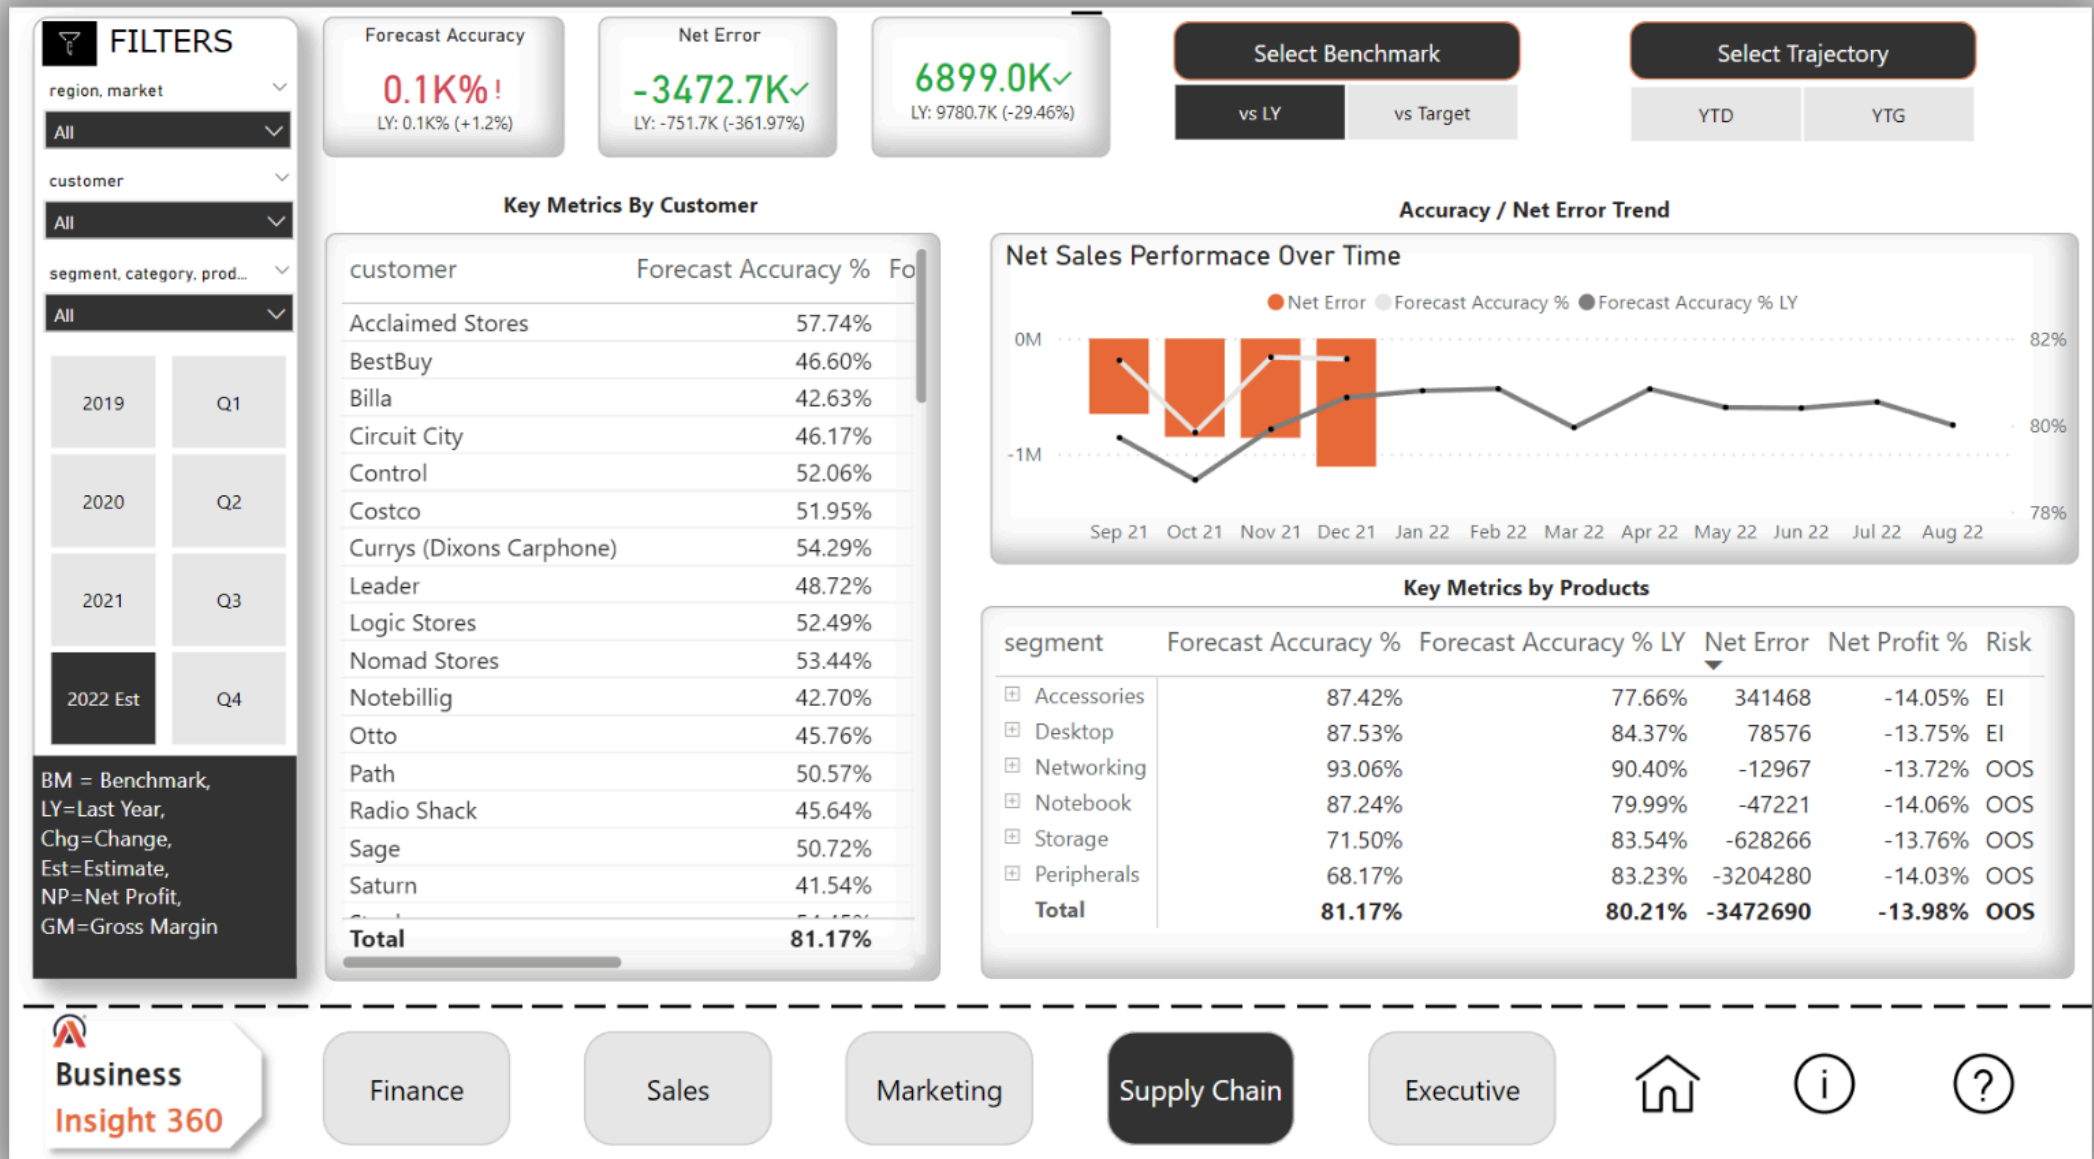 FILTERS
region, market
All
customer
All
segment, category, prod...
All
2019 Q1
2020 Q2
2021 Q3
2022 Est Q4
BM = Benchmark,
LY=Last Year,
Chg=Change,
Est=Estimate,
NP=Net Profit,
GM=Gross Margin
Forecast Accuracy
0.1K%!
LY: 0.1K% (+1.2%)
Net Error
-3472.7K
LY: -751.7K (-361.97%)
6899.0K
LY: 9780.7K (-29.46%)
Select Benchmark
vs LY vs Target
Select Trajectory
YTD YTG
Key Metrics By Customer
customer Forecast Accuracy % Fo
Acclaimed Stores 57.74%
BestBuy 46.60%
Billa 42.63%
Circuit City 46.17%
Control 52.06%
Costco 51.95%
Currys (Dixons Carphone) 54.29%
Leader 48.72%
Logic Stores 52.49%
Nomad Stores 53.44%
Notebillig 42.70%
Otto 45.76%
Path 50.57%
Radio Shack 45.64%
Sage 50.72%
Saturn 41.54%
Total 81.17%
Accuracy / Net Error Trend
Net Sales Performace Over Time
Net Error Forecast Accuracy % Forecast Accuracy % LY
0M 82%
80%
-1M
78%
Sep 21 Oct 21 Nov 21 Dec 21 Jan 22 Feb 22 Mar 22 Apr 22 May 22 Jun 22 Jul 22 Aug 22
Key Metrics by Products
segment Forecast Accuracy % Forecast Accuracy % LY Net Error Net Profit % Risk
Accessories 87.42% 77.66% 341468 -14.05% EI
Desktop 87.53% 84.37% 78576 -13.75% EI
Networking 93.06% 90.40% -12967 -13.72% OOS
Notebook 87.24% 79.99% -47221 -14.06% OOS
Storage 71.50% 83.54% -628266 -13.76% OOS
Peripherals 68.17% 83.23% -3204280 -14.03% OOS
Total 81.17% 80.21% -3472690 -13.98% OOS
Business
Insight 360
Finance Sales Marketing Supply Chain Executive i ?